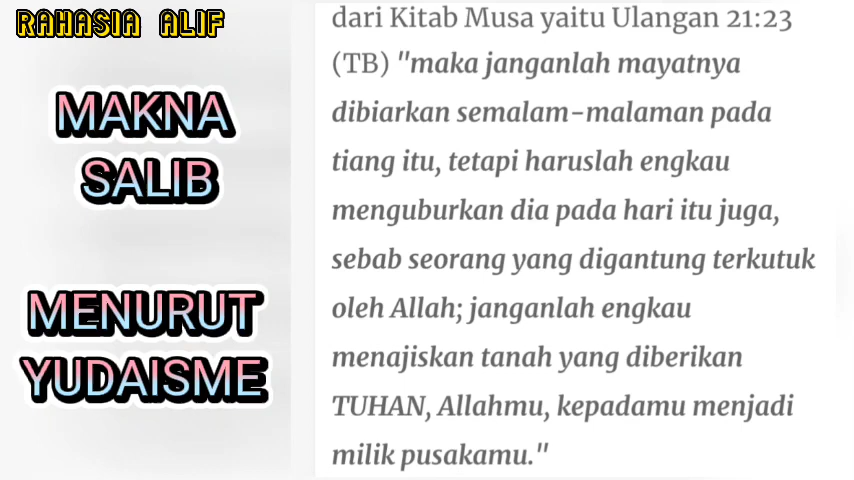 RAHASIA ALIF
MAKNA
SALIB
MENURUT
YUDAISME
dari Kitab Musa yaitu Ulangan 21:23
(TB) "maka janganlah mayatnya
dibiarkan semalam-malaman pada
tiang itu, tetapi haruslah engkau
menguburkan dia pada hari itu juga,
sebab seorang yang digantung terkutuk
oleh Allah; janganlah engkau
menajiskan tanah yang diberikan
TUHAN, Allahmu, kepadamu menjadi
milik pusakamu."